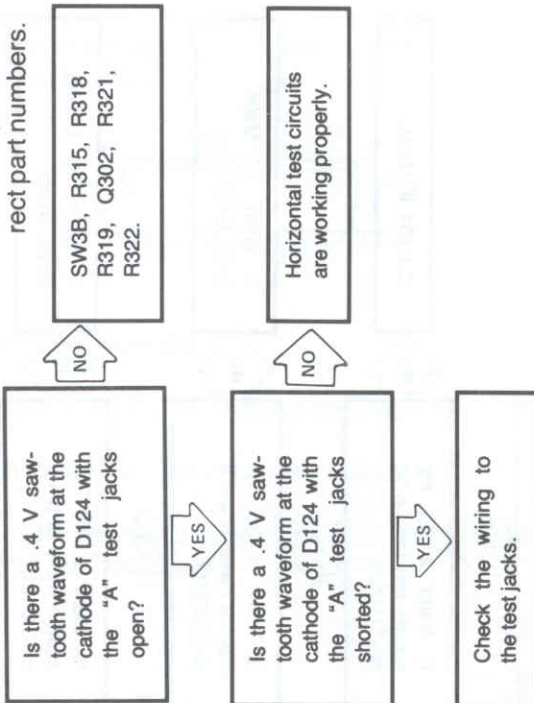 rect part numbers.
Is there a .4 V saw-
tooth waveform at the
cathode of D124 with
the "A" test jacks
open?
NO
SW3B, R315, R318,
R319, Q302, R321,
R322.
YES
Is there a .4 V saw-
tooth waveform at the
cathode of D124 with
the "A" test jacks
shorted?
NO
Horizontal test circuits
are working properly.
YES
Check the wiring to
the test jacks.